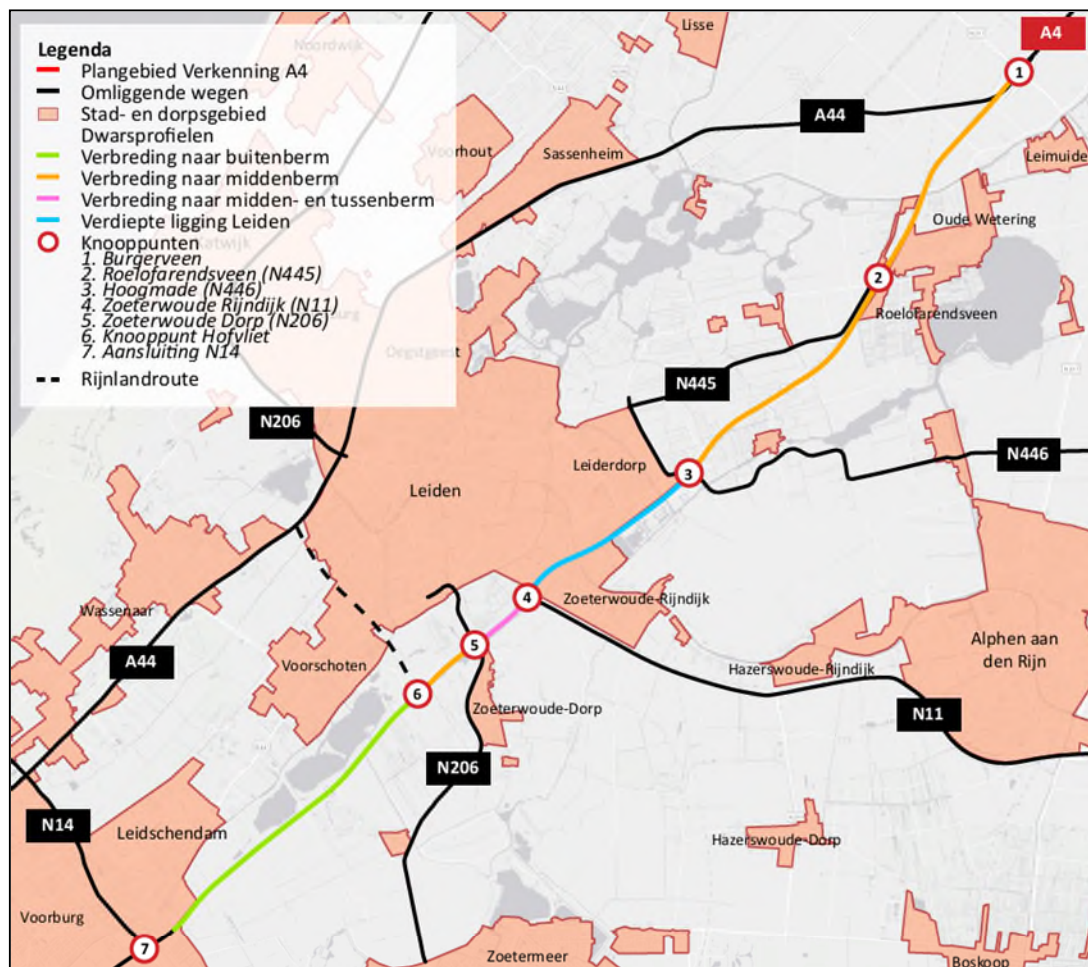 Legenda
Plangebied Verkenning A4
Omliggende wegen
Stad- en dorpsgebied
Dwarsprofielen
Verbreding naar buitenberm
Verbreding naar middenberm
Verbreding naar midden- en tussenberm
Verdiepte ligging Leiden
Knooppunten
1. Burgerveen
2. Roelofarendsveen (N445)
3. Hoogmade (N446)
4. Zoeterwoude Rijndijk (N11)
5. Zoeterwoude Dorp (N206)
6. Knooppunt Hofvliet
7. Aansluiting N14
Rijnlandroute
Noordwijk
Voorhout
Katwijk
Oegstgeest
Lisse
A4
1
A44
Sassenheim
Leimuide
Oude Wetering
2
Roelofarendsveen
N445
N206
Leiderdorp
3
N446
Leiden
4
Zoeterwoude-Rijndijk
Wassenaar
5
Alphen aan
den Rijn
A44
Voorschoten
Hazerswoude-Rijndijk
6
Zoeterwoude-Dorp
N11
N206
N14
Leidschendam
Hazerswoude-Dorp
Voorburg
7
Zoetermeer
Boskoop